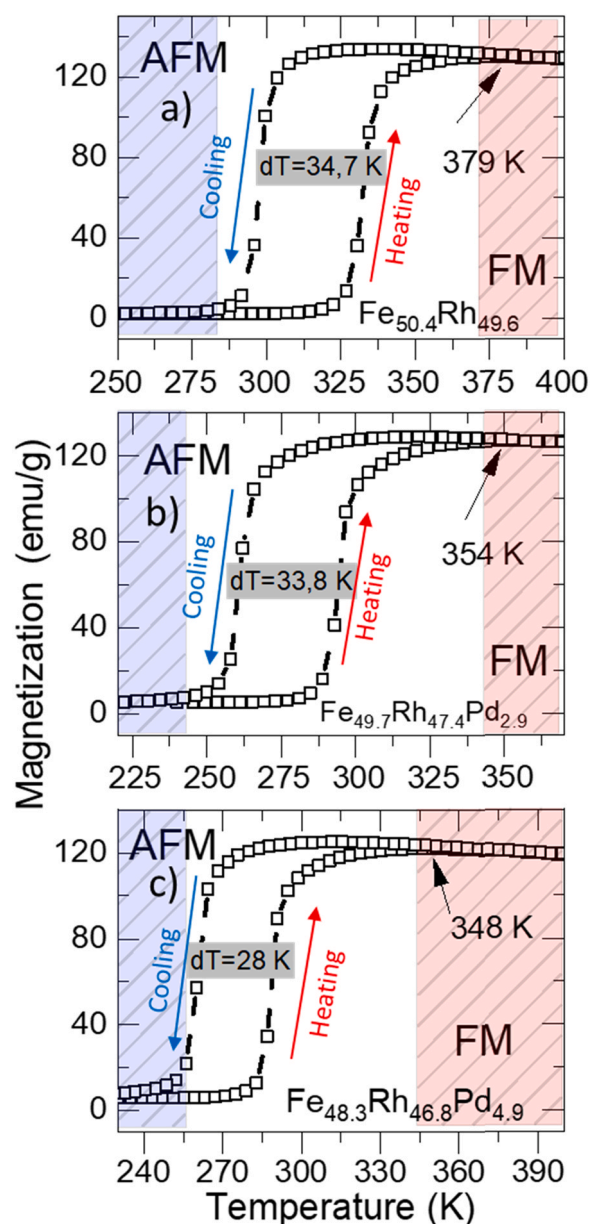 Magnetization (emu/g)
AFM
a)
Cooling
dT=34,7 K
Heating
379 K
FM
Fe50.4Rh49.6
120
80
40
0
250 275 300 325 350 375 400
AFM
b)
Cooling
dT=33,8 K
Heating
354 K
FM
Fe49.7Rh47.4Pd2.9
120
80
40
0
225 250 275 300 325 350
AFM
c)
Cooling
dT=28 K
Heating
348 K
FM
Fe48.3Rh46.8Pd4.9
120
80
40
0
240 270 300 330 360 390
Temperature (K)